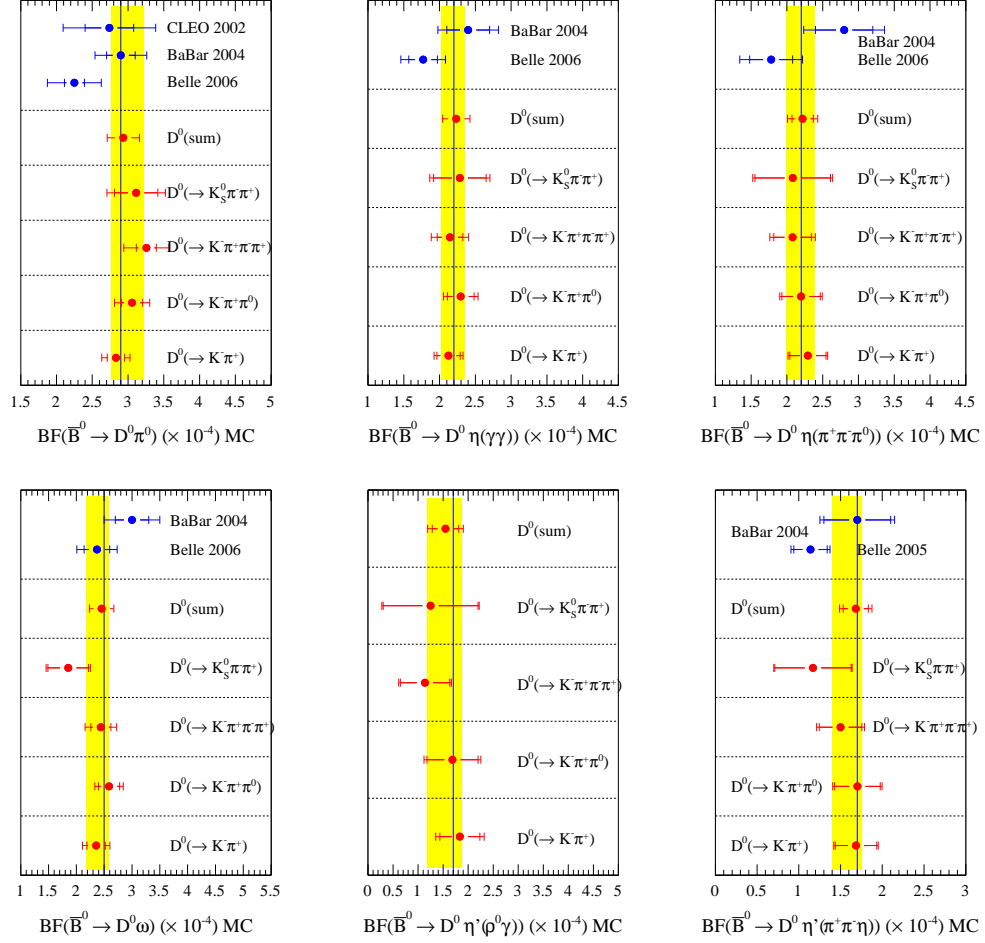 CLEO 2002
BaBar 2004
Belle 2006
D⁰(sum)
D⁰(→ K⁰_S π⁻π⁺)
D⁰(→ K⁻π⁺π⁻π⁺)
D⁰(→ K⁻π⁺π⁰)
D⁰(→ K⁻π⁺)
1.5 2 2.5 3 3.5 4 4.5 5
BF(B̅⁰ → D⁰π⁰) (× 10⁻⁴) MC
BaBar 2004
Belle 2006
D⁰(sum)
D⁰(→ K⁰_S π⁻π⁺)
D⁰(→ K⁻π⁺π⁻π⁺)
D⁰(→ K⁻π⁺π⁰)
D⁰(→ K⁻π⁺)
1 1.5 2 2.5 3 3.5 4 4.5
BF(B̅⁰ → D⁰ η(γγ)) (× 10⁻⁴) MC
BaBar 2004
Belle 2006
D⁰(sum)
D⁰(→ K⁰_S π⁻π⁺)
D⁰(→ K⁻π⁺π⁻π⁺)
D⁰(→ K⁻π⁺π⁰)
D⁰(→ K⁻π⁺)
1 1.5 2 2.5 3 3.5 4 4.5
BF(B̅⁰ → D⁰ η(π⁺π⁻π⁰)) (× 10⁻⁴) MC
BaBar 2004
Belle 2006
D⁰(sum)
D⁰(→ K⁰_S π⁻π⁺)
D⁰(→ K⁻π⁺π⁻π⁺)
D⁰(→ K⁻π⁺π⁰)
D⁰(→ K⁻π⁺)
1 1.5 2 2.5 3 3.5 4 4.5 5 5.5
BF(B̅⁰ → D⁰ω) (× 10⁻⁴) MC
D⁰(sum)
D⁰(→ K⁰_S π⁻π⁺)
D⁰(→ K⁻π⁺π⁻π⁺)
D⁰(→ K⁻π⁺π⁰)
D⁰(→ K⁻π⁺)
0 0.5 1 1.5 2 2.5 3 3.5 4 4.5 5
BF(B̅⁰ → D⁰ η’(ρ⁰γ)) (× 10⁻⁴) MC
BaBar 2004
Belle 2005
D⁰(sum)
D⁰(→ K⁰_S π⁻π⁺)
D⁰(→ K⁻π⁺π⁻π⁺)
D⁰(→ K⁻π⁺π⁰)
D⁰(→ K⁻π⁺)
0 0.5 1 1.5 2 2.5 3
BF(B̅⁰ → D⁰ η’(π⁺π⁻η)) (× 10⁻⁴) MC